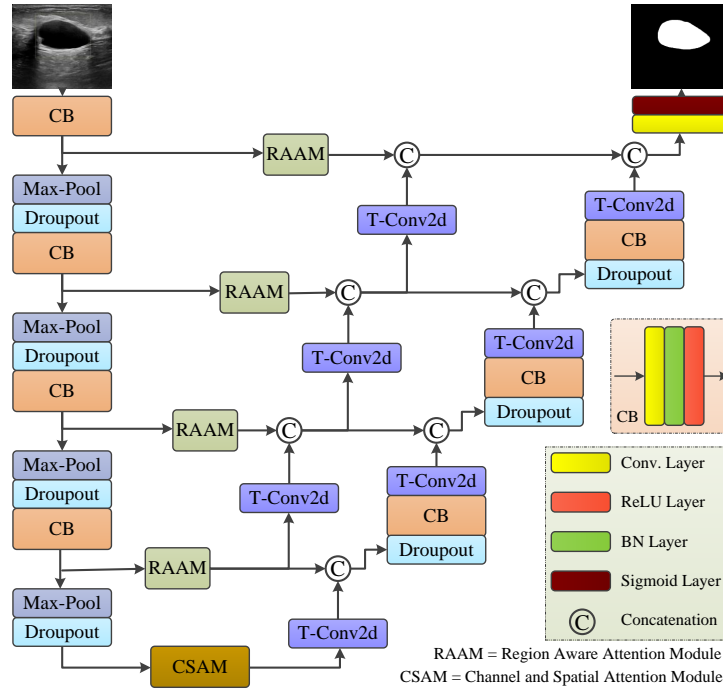 CB
RAAM
C
C
Max-Pool
Droupout
CB
T-Conv2d
T-Conv2d
CB
Droupout
RAAM
C
C
Max-Pool
Droupout
CB
T-Conv2d
T-Conv2d
CB
Droupout
CB
RAAM
C
C
Max-Pool
Droupout
CB
T-Conv2d
T-Conv2d
CB
Droupout
RAAM
C
Max-Pool
Droupout
T-Conv2d
CSAM
Conv. Layer
ReLU Layer
BN Layer
Sigmoid Layer
C Concatenation
RAAM = Region Aware Attention Module
CSAM = Channel and Spatial Attention Module